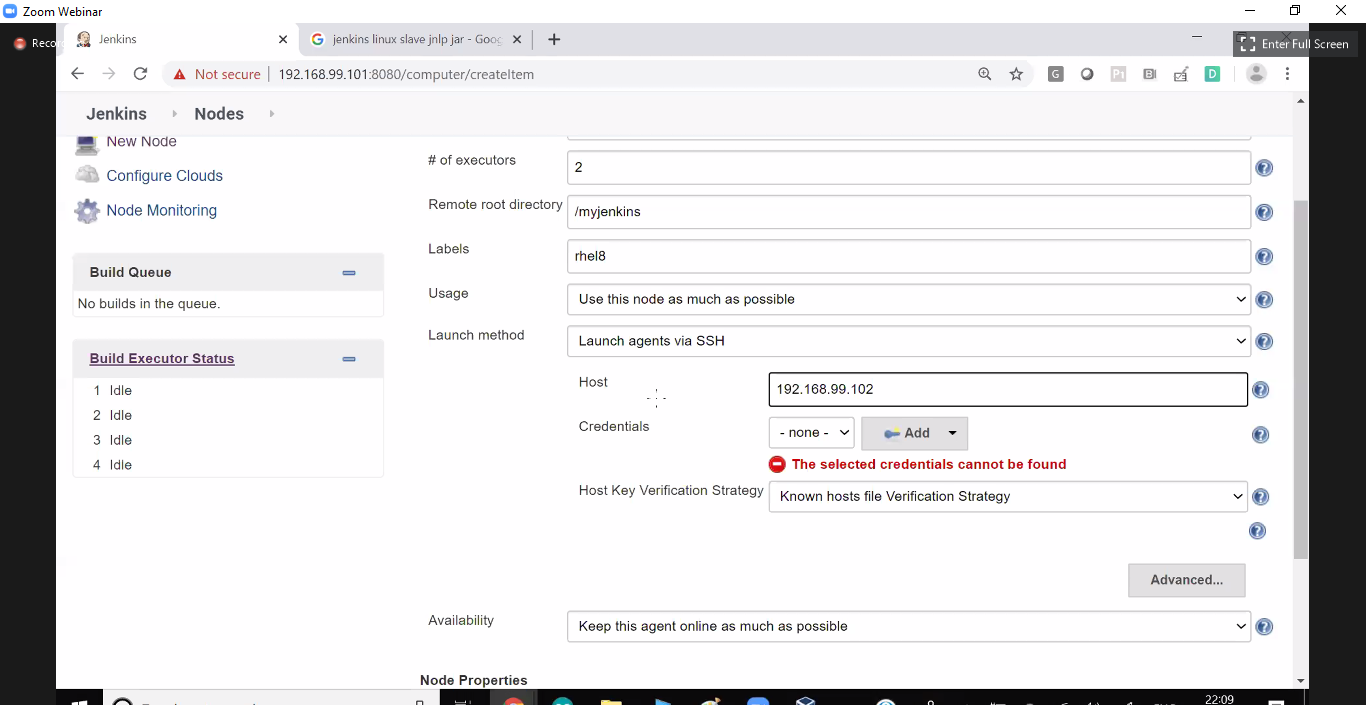 Zoom Webinar
Recor
Jenkins
jenkins linux slave jnlp jar - Goog
Enter Full Screen
Not secure
192.168.99.101:8080/computer/createItem
Jenkins
Nodes
New Node
Configure Clouds
Node Monitoring
Build Queue
No builds in the queue.
Build Executor Status
1 Idle
2 Idle
3 Idle
4 Idle
# of executors
2
Remote root directory
/myjenkins
Labels
rhel8
Usage
Use this node as much as possible
Launch method
Launch agents via SSH
Host
192.168.99.102
Credentials
- none -
Add
The selected credentials cannot be found
Host Key Verification Strategy
Known hosts file Verification Strategy
Advanced...
Availability
Keep this agent online as much as possible
Node Properties
22:09